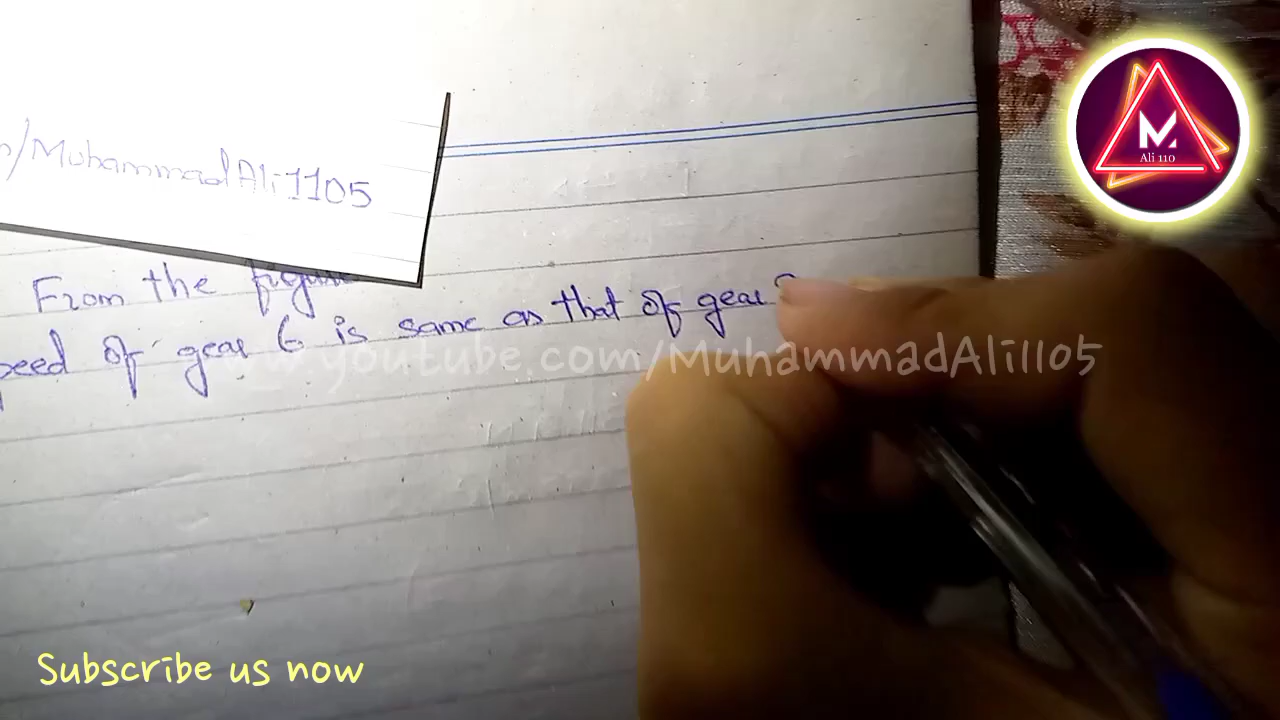 M
Ali 110
/MuhammadAli1105
From the figure
peed of gear G is same as that of gear
www.youtube.com/MuhammadAli1105
Subscribe us now